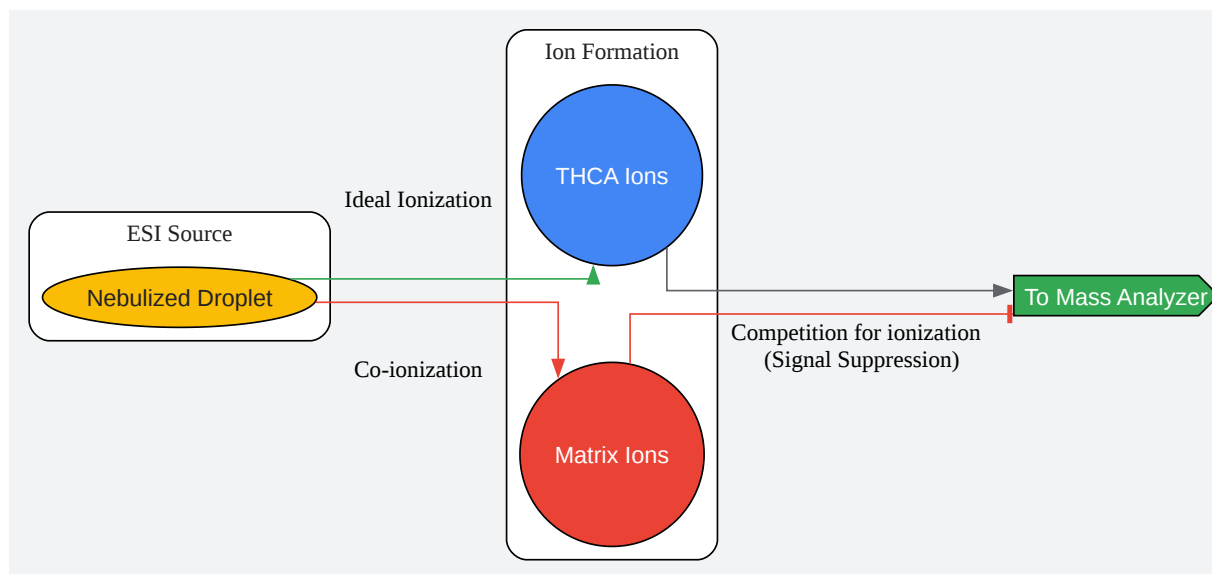 Ion Formation
THCA Ions
Ideal Ionization
ESI Source
Nebulized Droplet
To Mass Analyzer
Competition for ionization
(Signal Suppression)
Co-ionization
Matrix Ions